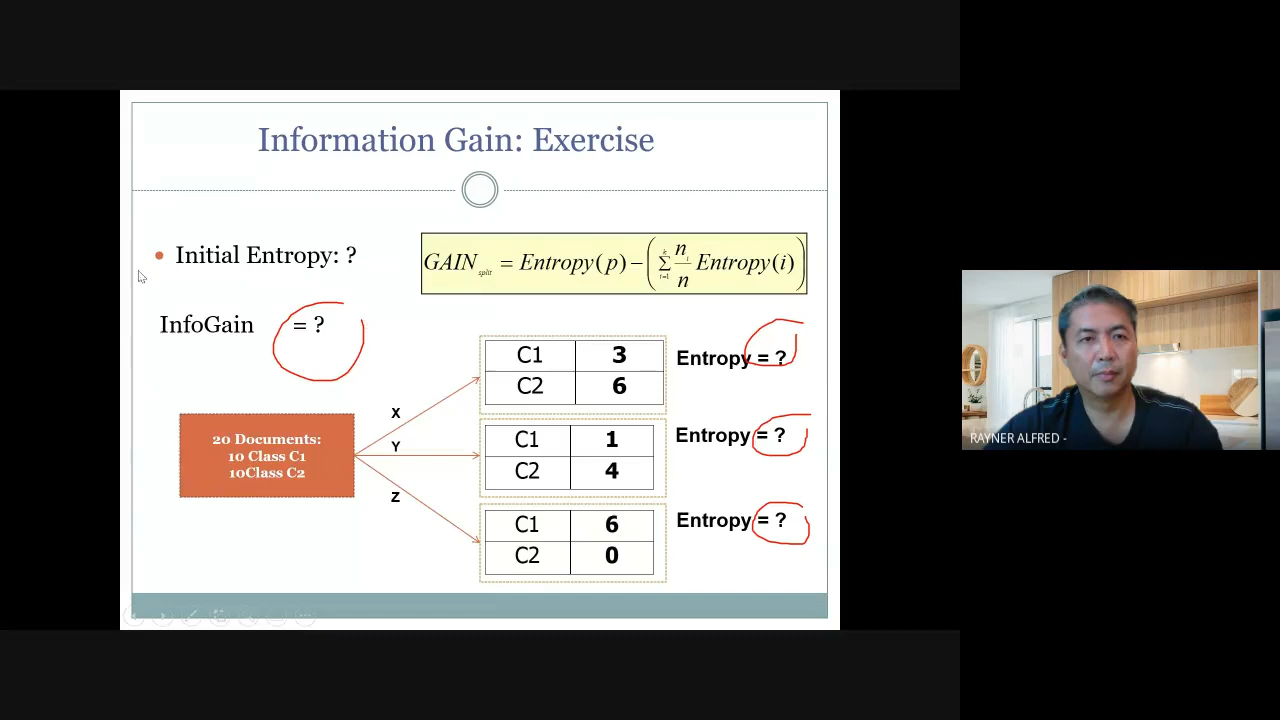 Information Gain: Exercise
• Initial Entropy: ?
GAIN split = Entropy(p) − (k Σ i=1 n i / n Entropy(i))
InfoGain = ?
C1 3
C2 6
Entropy = ?
X
Y
Z
20 Documents:
10 Class C1
10Class C2
C1 1
C2 4
Entropy = ?
C1 6
C2 0
Entropy = ?
RAYNER ALFRED -